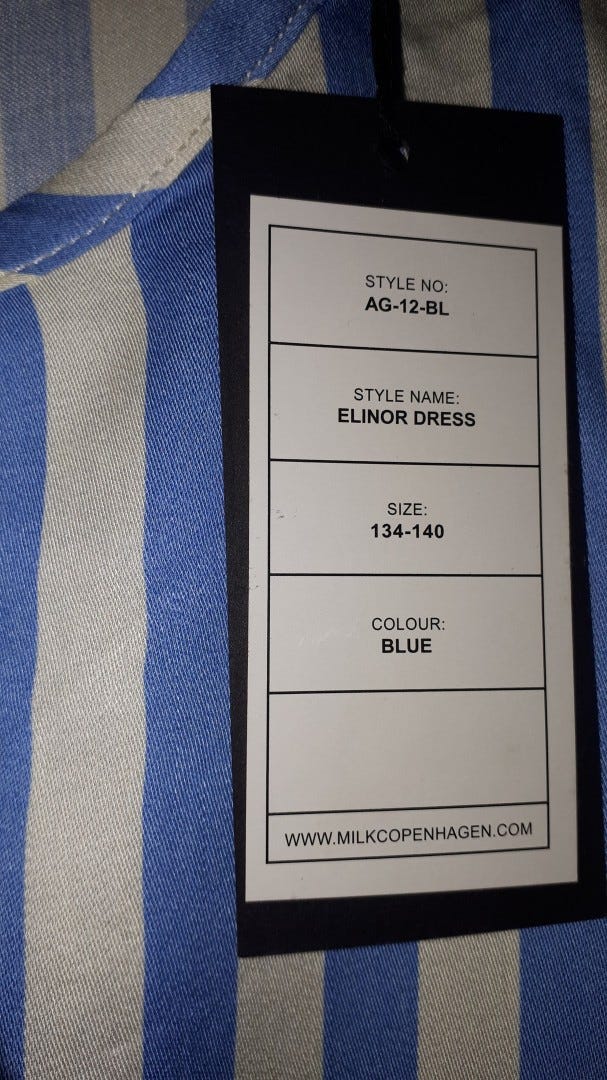 STYLE NO:
AG-12-BL
STYLE NAME:
ELINOR DRESS
SIZE:
134-140
COLOUR:
BLUE
WWW.MILKCOPENHAGEN.COM